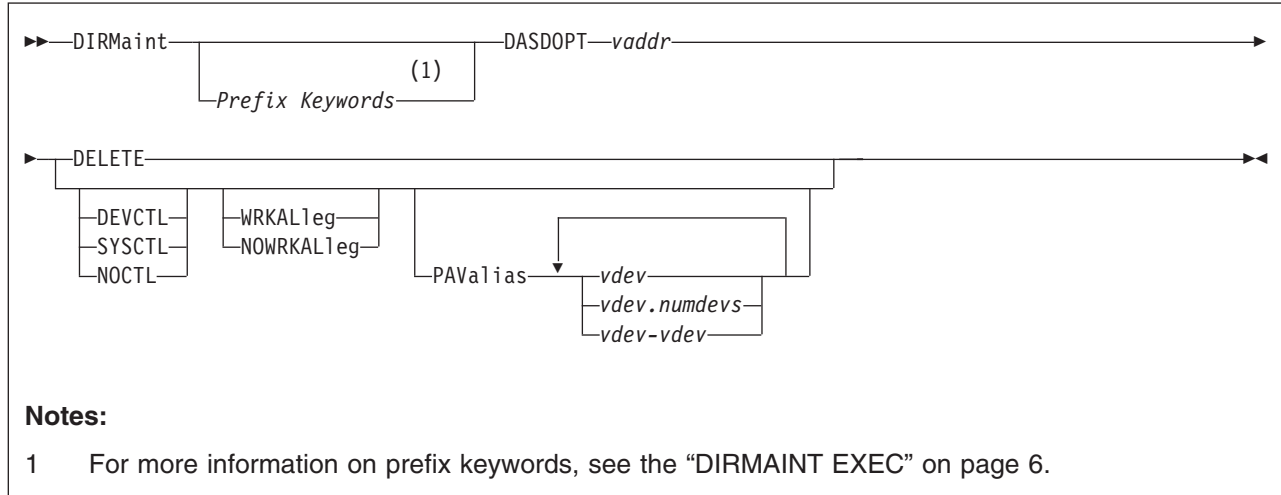 DIRMaint DASDOPT vaddr
(1)
Prefix Keywords
DELETE
DEVCTL WRKALleg
SYSCTL NOWRKALleg
NOCTL
PAValias vdev
vdev.numdevs
vdev-vdev
Notes:
1 For more information on prefix keywords, see the “DIRMAINT EXEC” on page 6.